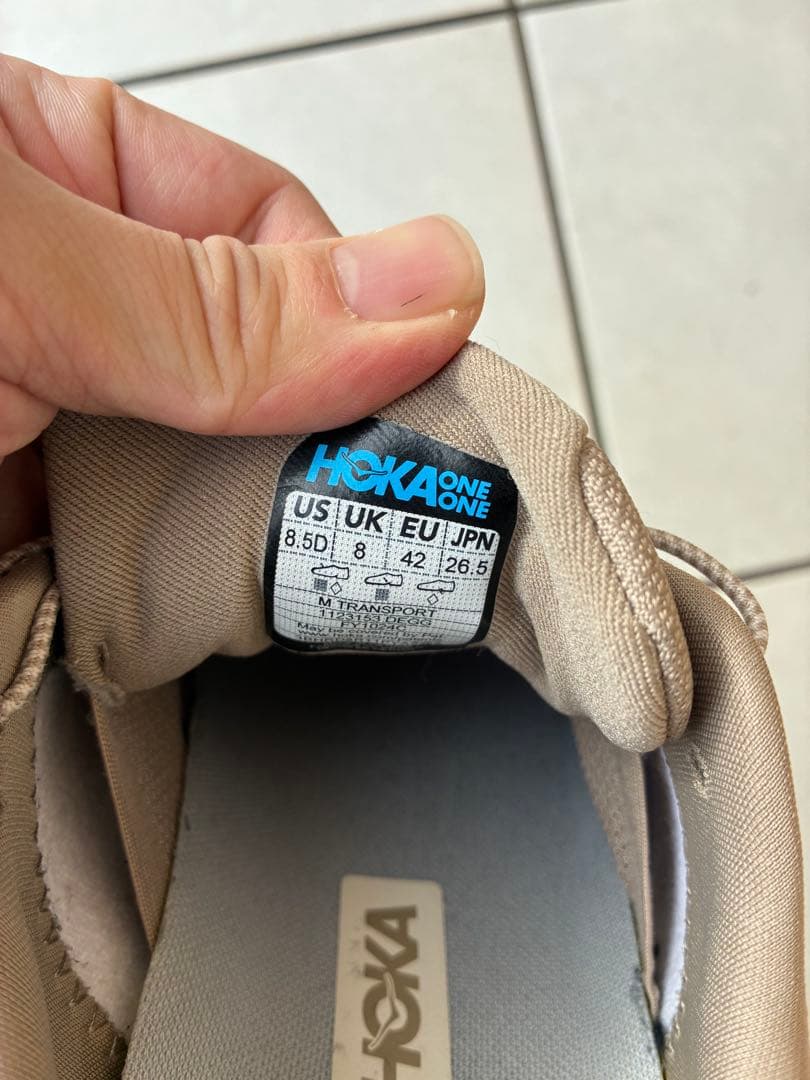 HOKA ONE ONE
US UK EU JPN
8.5D 8 42 26.5
M TRANSPORT
1123153 DEGG
HOKA